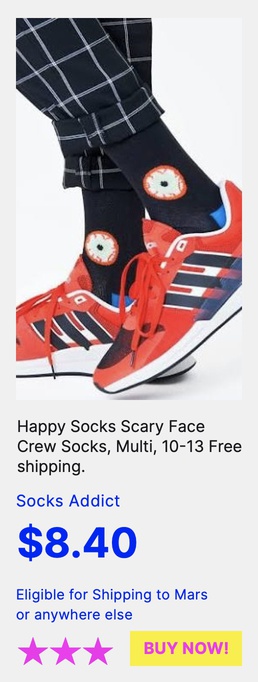 Happy Socks Scary Face
Crew Socks, Multi, 10-13 Free
shipping.
Socks Addict
$8.40
Eligible for Shipping to Mars
or anywhere else
BUY NOW!